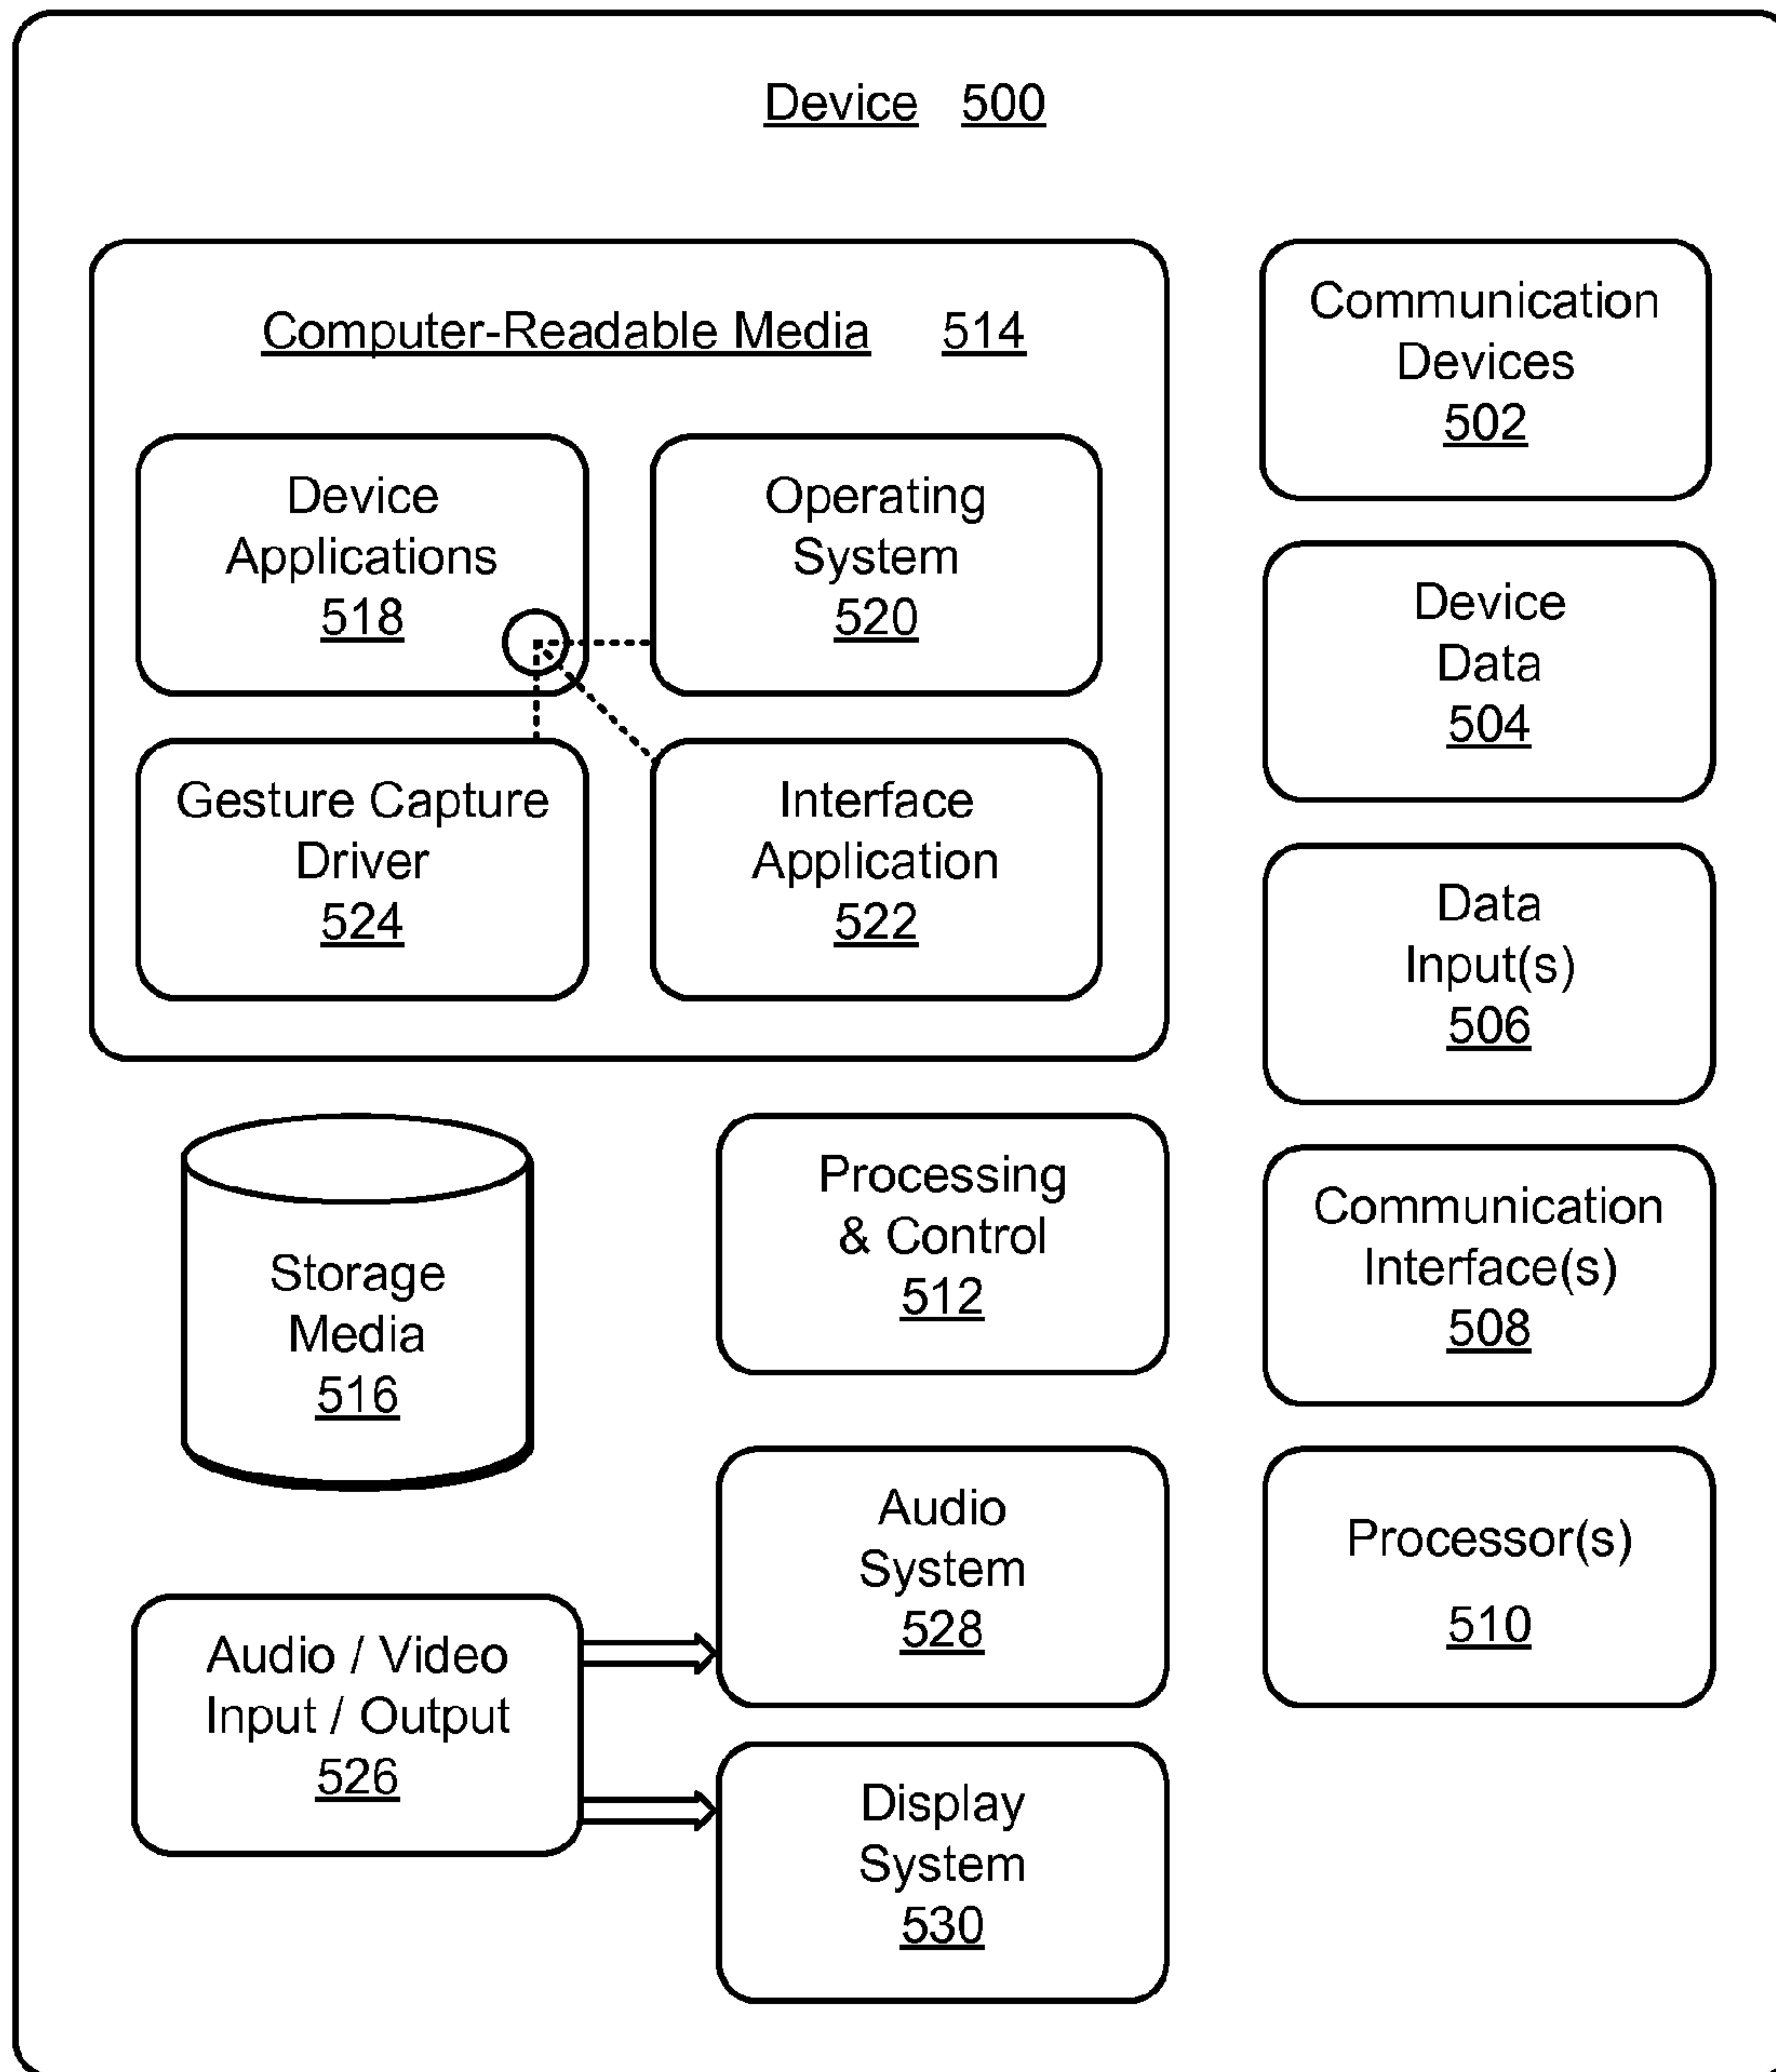 Device 500
Computer-Readable Media 514
Device
Applications
518
Operating
System
520
Gesture Capture
Driver
524
Interface
Application
522
Storage
Media
516
Processing
& Control
512
Audio / Video
Input / Output
526
Audio
System
528
Display
System
530
Communication
Devices
502
Device
Data
504
Data
Input(s)
506
Communication
Interface(s)
508
Processor(s)
510